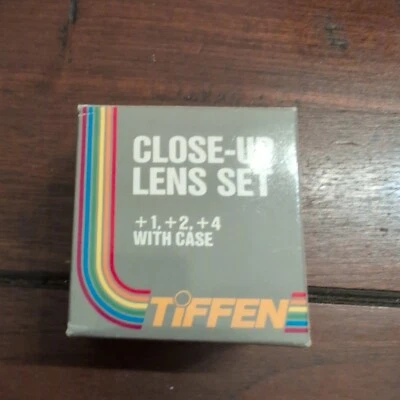 CLOSE-UP
LENS SET
+1, +2, +4
WITH CASE
TIFFEN